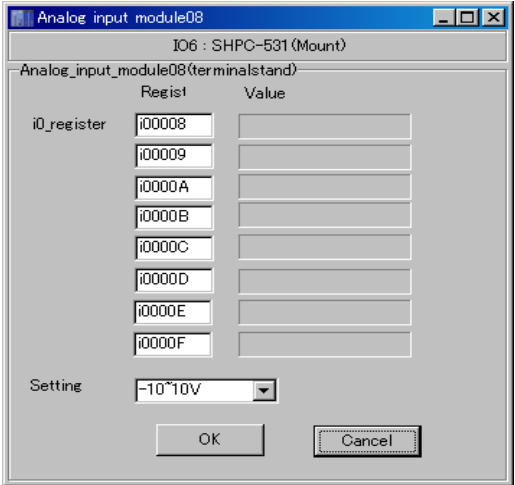 Analog input module08
IO6 : SHPC-531(Mount)
Analog_input_module08(terminalstand)
Regist Value
i0_register i00008
i00009
i0000A
i0000B
i0000C
i0000D
i0000E
i0000F
Setting -10~10V
OK Cancel